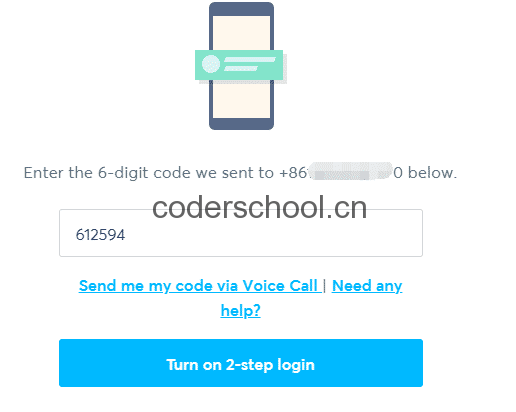 Enter the 6-digit code we sent to +86 0 below.
coderschool.cn
612594
Send me my code via Voice Call | Need any
help?
Turn on 2-step login